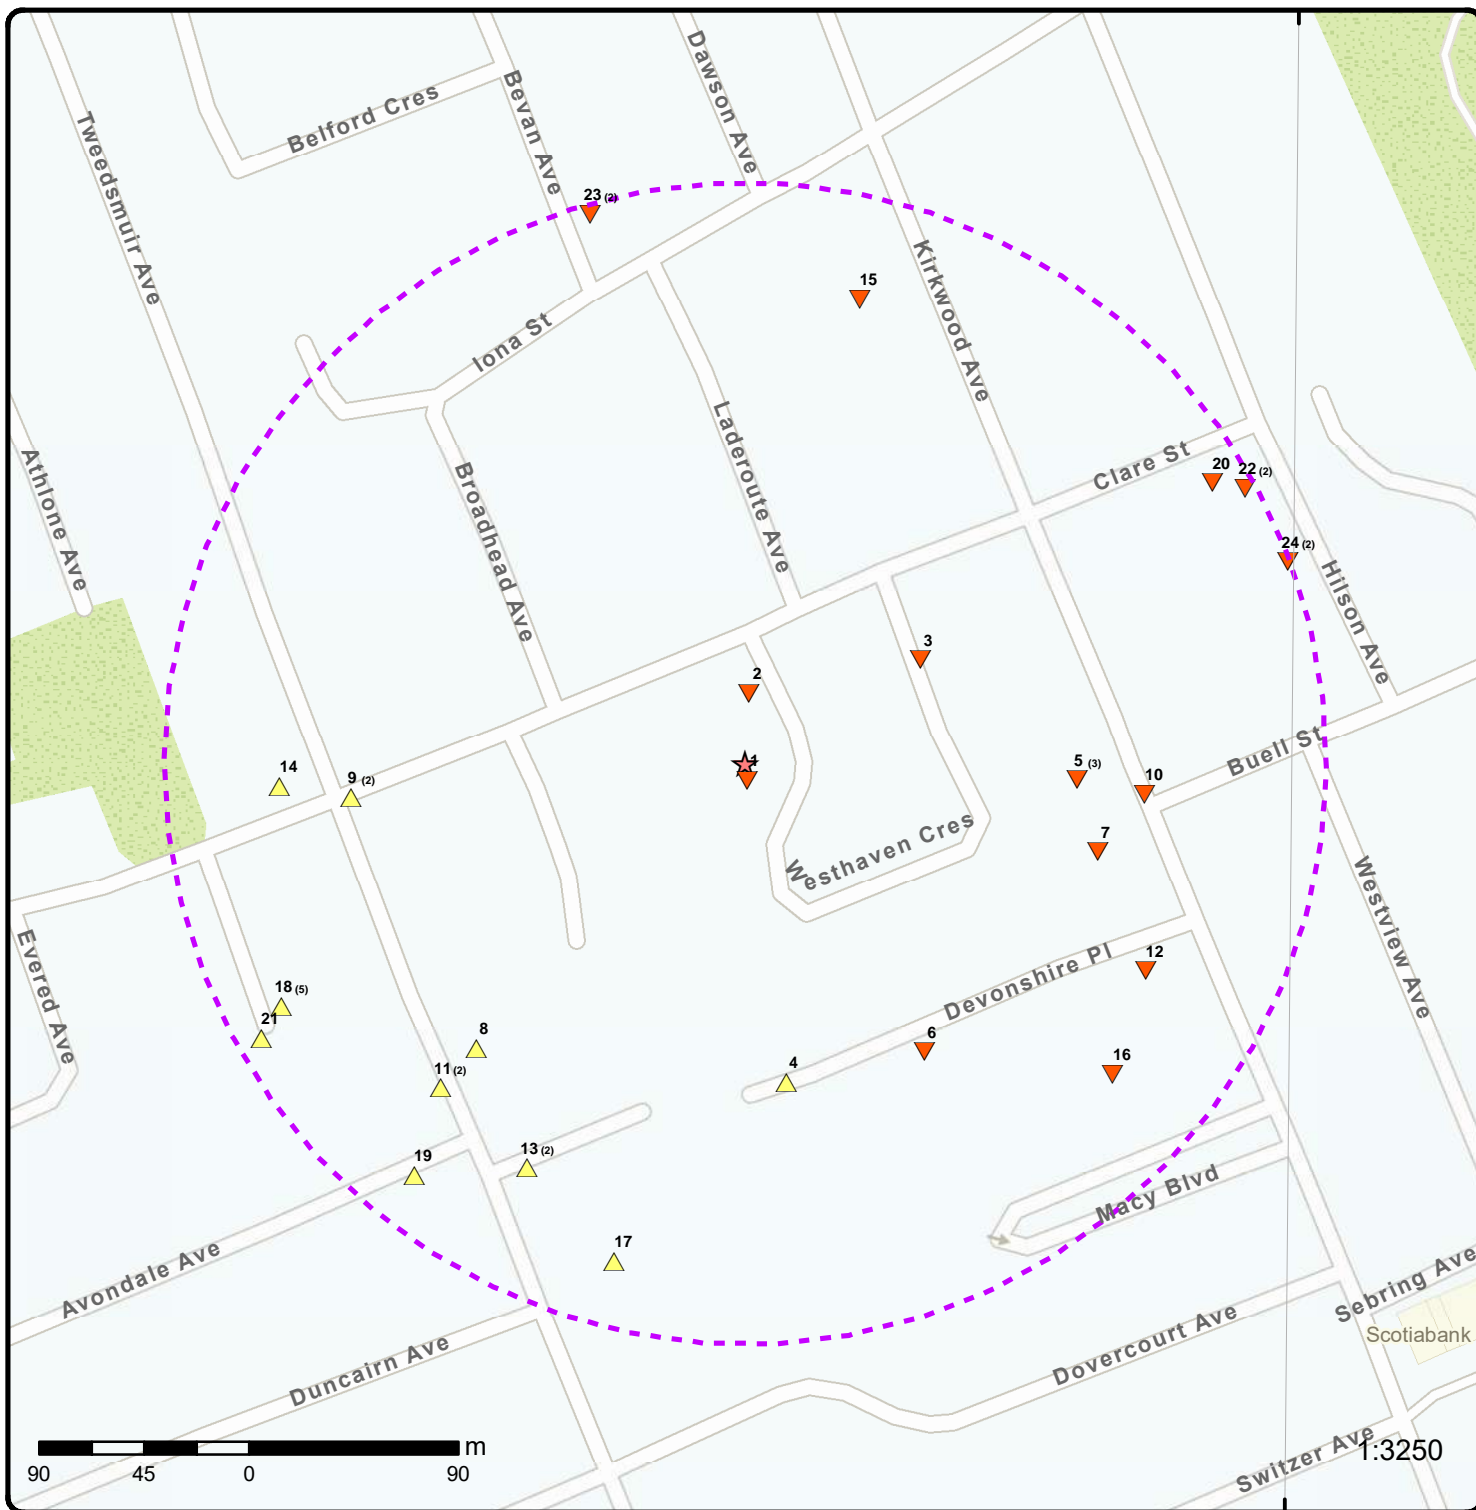 Dawson Ave
Bevan Ave
Belford Cres
Tweedsmuir Ave
23 (2)
15
Kirkwood Ave
Iona St
Laderoute Ave
Clare St
20
22 (2)
Athlone Ave
Broadhead Ave
24 (2)
Hilson Ave
3
2
1
14
9 (2)
5 (3)
10
Buell St
7
Westhaven Cres
Westview Ave
Evered Ave
12
Devonshire Pl
18 (5)
21
8
6
4
16
11 (2)
13 (2)
19
Macy Blvd
17
Avondale Ave
Sebring Ave
Scotiabank
Duncairn Ave
Dovercourt Ave
Switzer Ave
1:3250
m
90 45 0 90